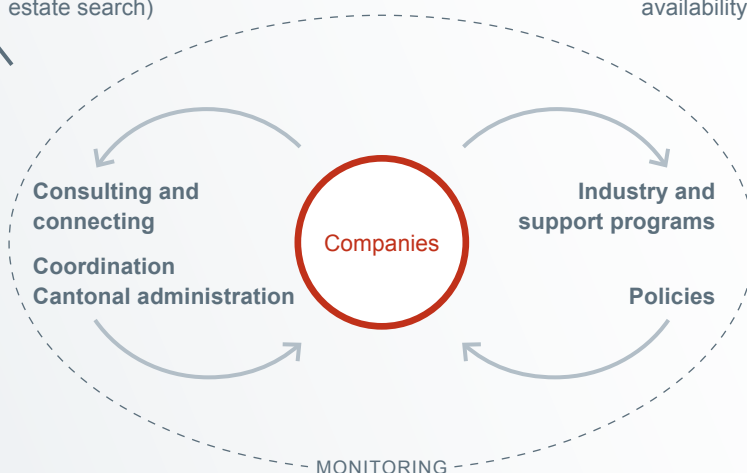 estate search)
availability
Consulting and
connecting
Coordination
Cantonal administration
Companies
Industry and
support programs
Policies
MONITORING